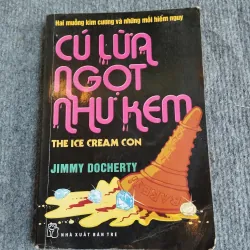 Hai muỗng kim cương và những mối hiểm nguy
CÚ LỪA
NGỌT
NHƯ KEM
THE ICE CREAM CON
JIMMY DOCHERTY
NHÀ XUẤT BẢN TRẺ